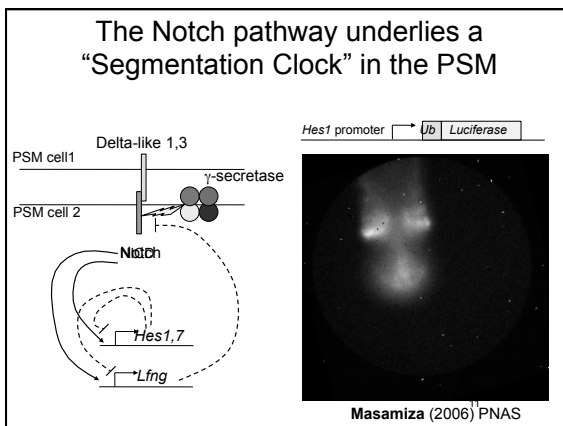 The Notch pathway underlies a
“Segmentation Clock” in the PSM
Delta-like 1,3
PSM cell1
γ-secretase
PSM cell 2
Hes1,7
Lfng
Hes1 promoter
Ub Luciferase
Masamiza (2006) PNAS
11